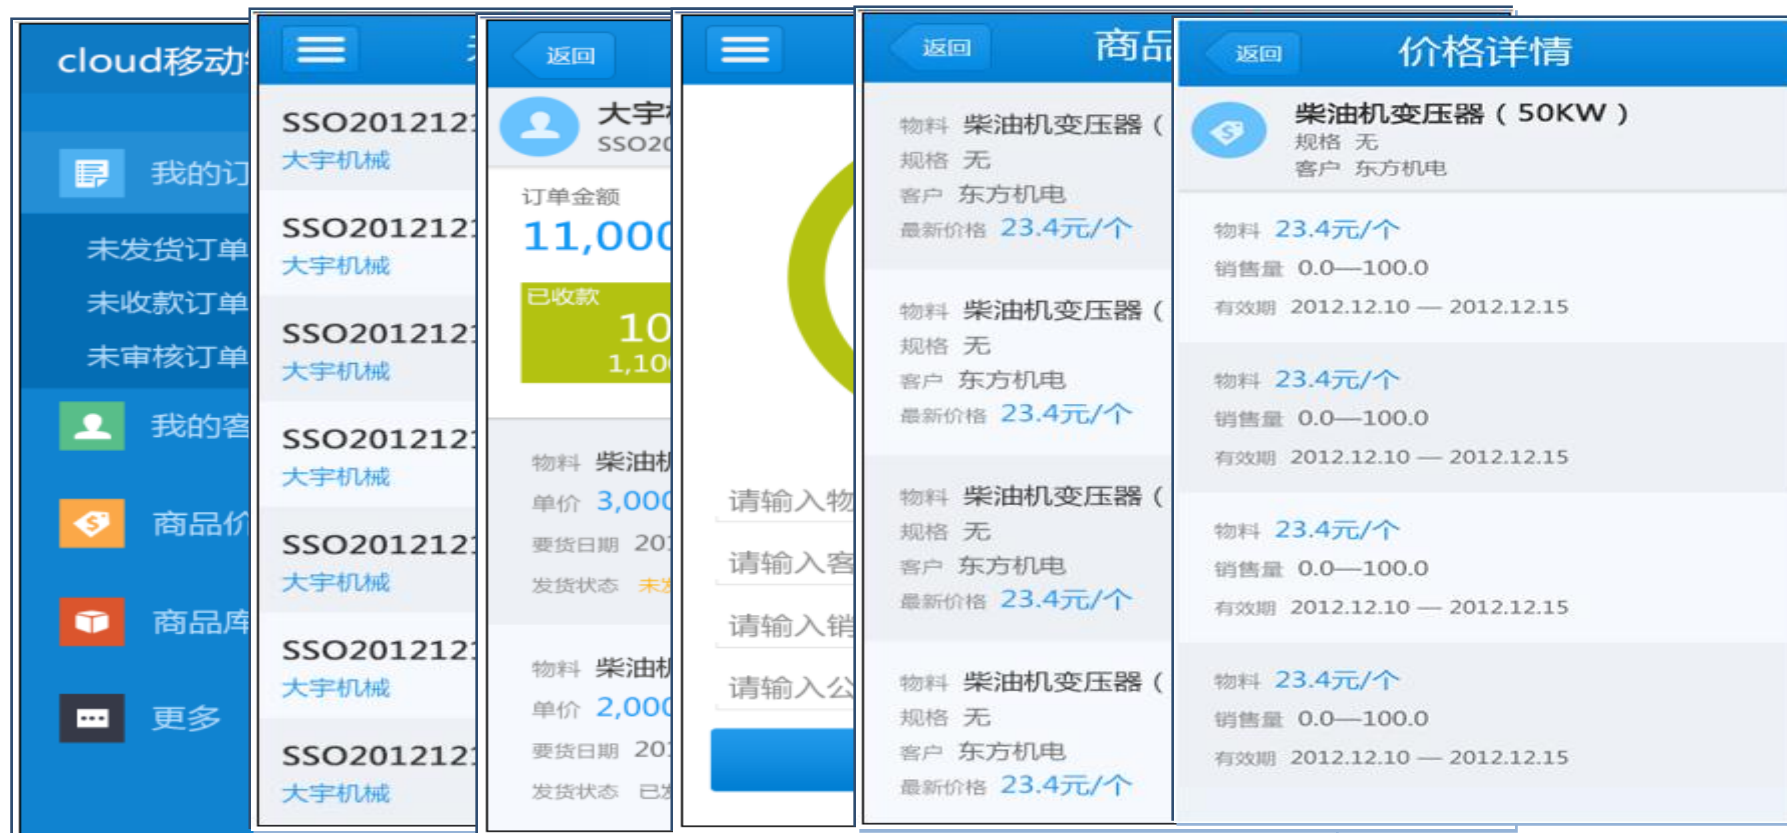 cloud移动
我的订
未发货订单
未收款订单
未审核订单
我的客
商品价
商品库
更多
SSO2012121
大宇机械
SSO2012121
大宇机械
SSO2012121
大宇机械
SSO2012121
大宇机械
SSO2012121
大宇机械
SSO2012121
大宇机械
SSO2012121
大宇机械
返回
大宇
SSO20
订单金额
11,000
已收款
10
1,10
物料 柴油机
单价 3,000
要货日期 201
发货状态 未发
物料 柴油机
单价 2,000
要货日期 201
发货状态 已发
请输入物
请输入客
请输入销
请输入公
返回
商品
物料 柴油机变压器（
规格 无
客户 东方机电
最新价格 23.4元/个
物料 柴油机变压器（
规格 无
客户 东方机电
最新价格 23.4元/个
物料 柴油机变压器（
规格 无
客户 东方机电
最新价格 23.4元/个
物料 柴油机变压器（
规格 无
客户 东方机电
最新价格 23.4元/个
返回
价格详情
柴油机变压器（50KW）
规格 无
客户 东方机电
物料 23.4元/个
销售量 0.0—100.0
有效期 2012.12.10 — 2012.12.15
物料 23.4元/个
销售量 0.0—100.0
有效期 2012.12.10 — 2012.12.15
物料 23.4元/个
销售量 0.0—100.0
有效期 2012.12.10 — 2012.12.15
物料 23.4元/个
销售量 0.0—100.0
有效期 2012.12.10 — 2012.12.15